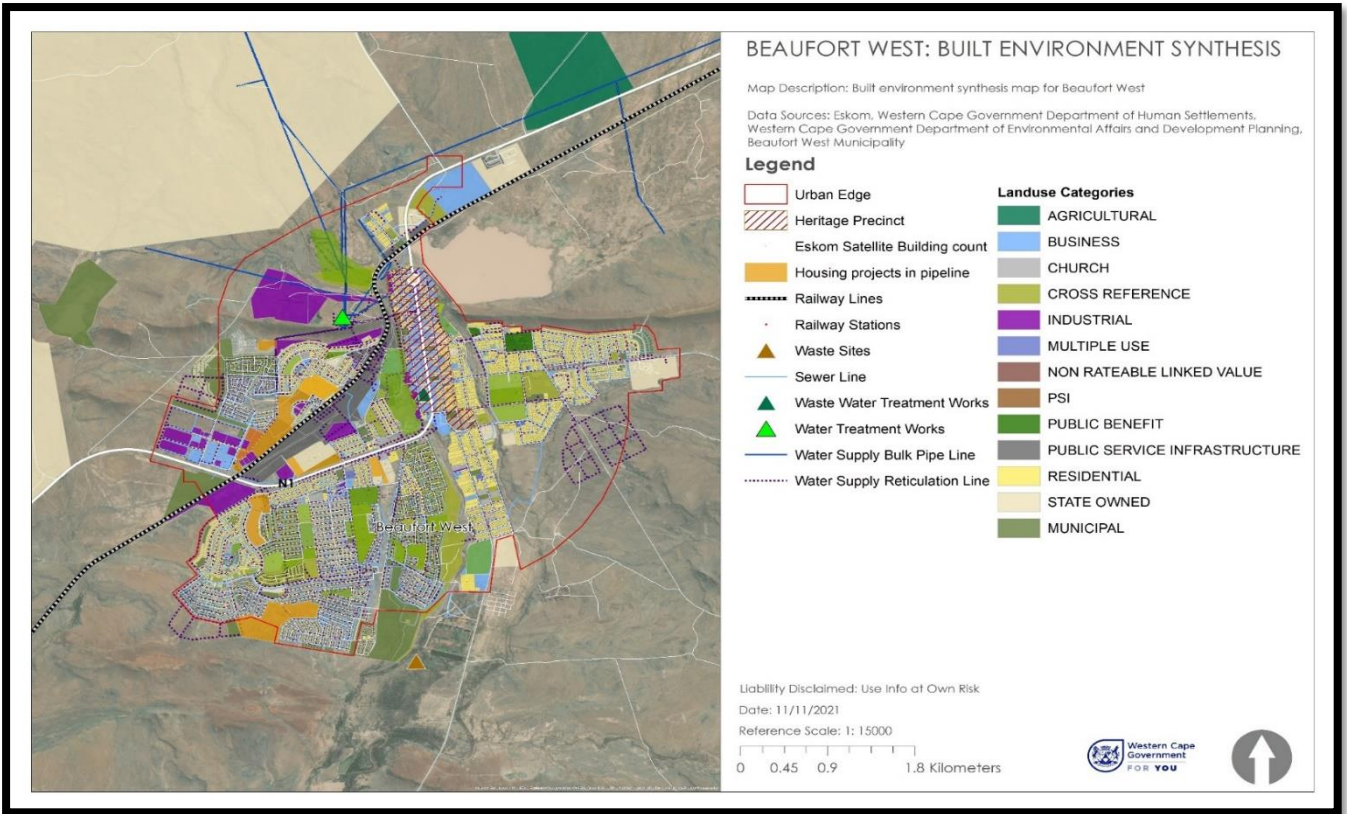 BEAUFORT WEST: BUILT ENVIRONMENT SYNTHESIS
Map Description: Built environment synthesis map for Beaufort West
Data Sources: Eskom, Western Cape Government Department of Human Settlements,
Western Cape Government Department of Environmental Affairs and Development Planning,
Beaufort West Municipality
Legend
Urban Edge
Heritage Precinct
Eskom Satellite Building count
Housing projects in pipeline
Railway Lines
Railway Stations
Waste Sites
Sewer Line
Waste Water Treatment Works
Water Treatment Works
Water Supply Bulk Pipe Line
Water Supply Reticulation Line
Landuse Categories
AGRICULTURAL
BUSINESS
CHURCH
CROSS REFERENCE
INDUSTRIAL
MULTIPLE USE
NON RATEABLE LINKED VALUE
PSI
PUBLIC BENEFIT
PUBLIC SERVICE INFRASTRUCTURE
RESIDENTIAL
STATE OWNED
MUNICIPAL
N1
Beaufort West
Liability Disclaimed: Use Info at Own Risk
Date: 11/11/2021
Reference Scale: 1: 15000
0 0.45 0.9 1.8 Kilometers
Western Cape
Government
FOR YOU